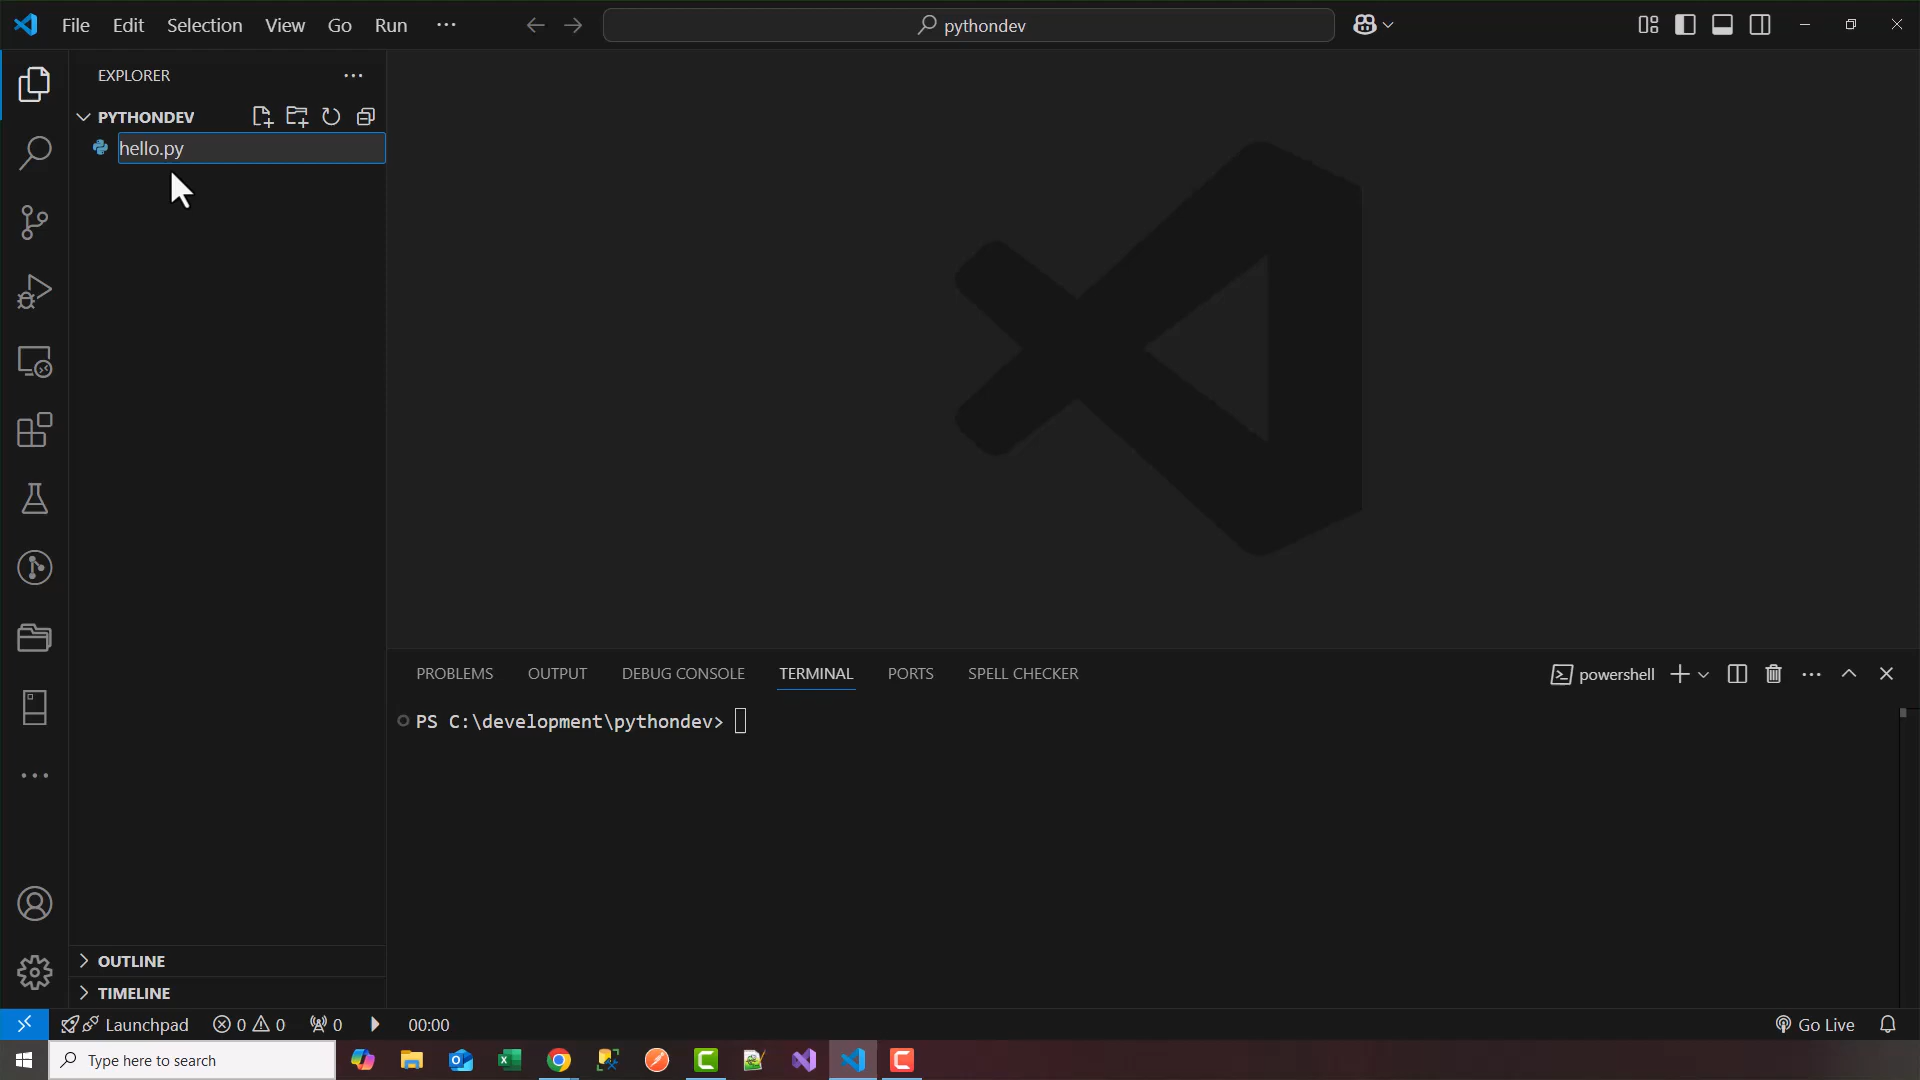 File Edit Selection View Go Run ···
pythondev
EXPLORER
PYTHONDEV
hello.py
PROBLEMS OUTPUT DEBUG CONSOLE TERMINAL PORTS SPELL CHECKER
powershell
PS C:\development\pythondev>
OUTLINE
TIMELINE
Launchpad 0 0 0 00:00 Go Live
Type here to search